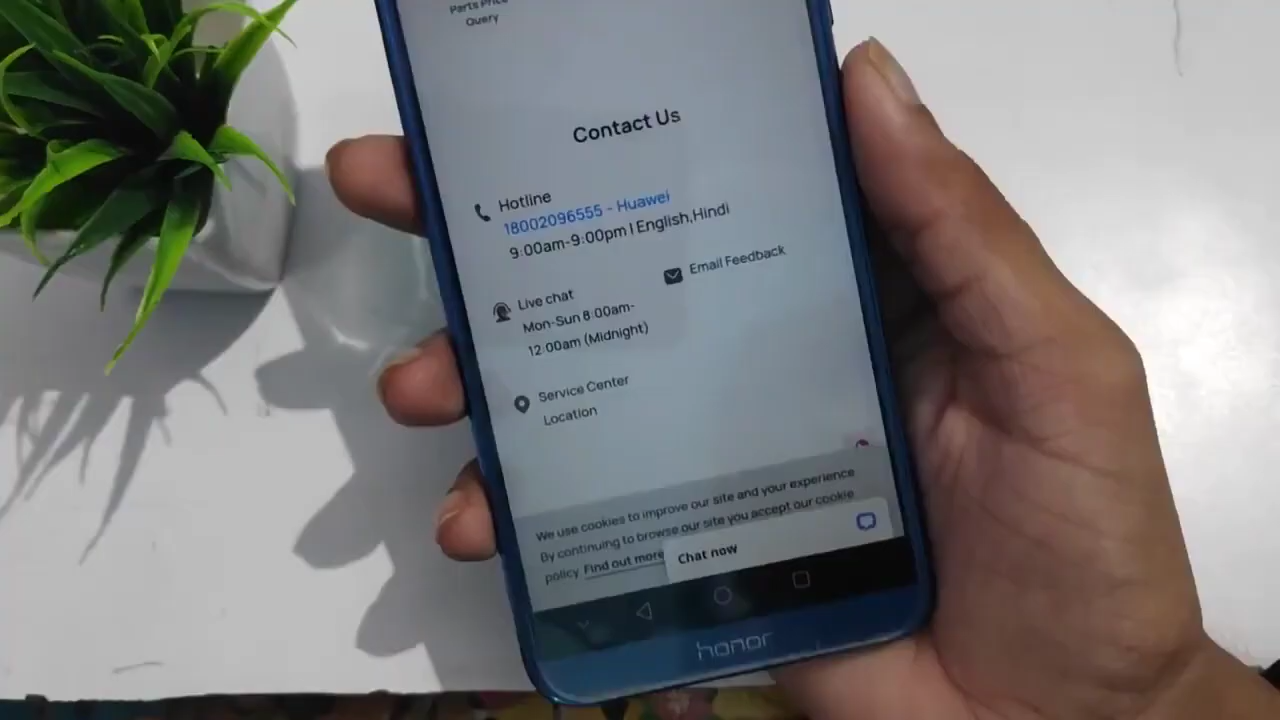 Parts Price
Query
Contact Us
Hotline
18002096555 - Huawei
9:00am-9:00pm | English,Hindi
Email Feedback
Live chat
Mon-Sun 8:00am-
12:00am (Midnight)
Service Center
Location
We use cookies to improve our site and your experience
By continuing to browse our site you accept our cookie
policy Find out more
Chat now
honor